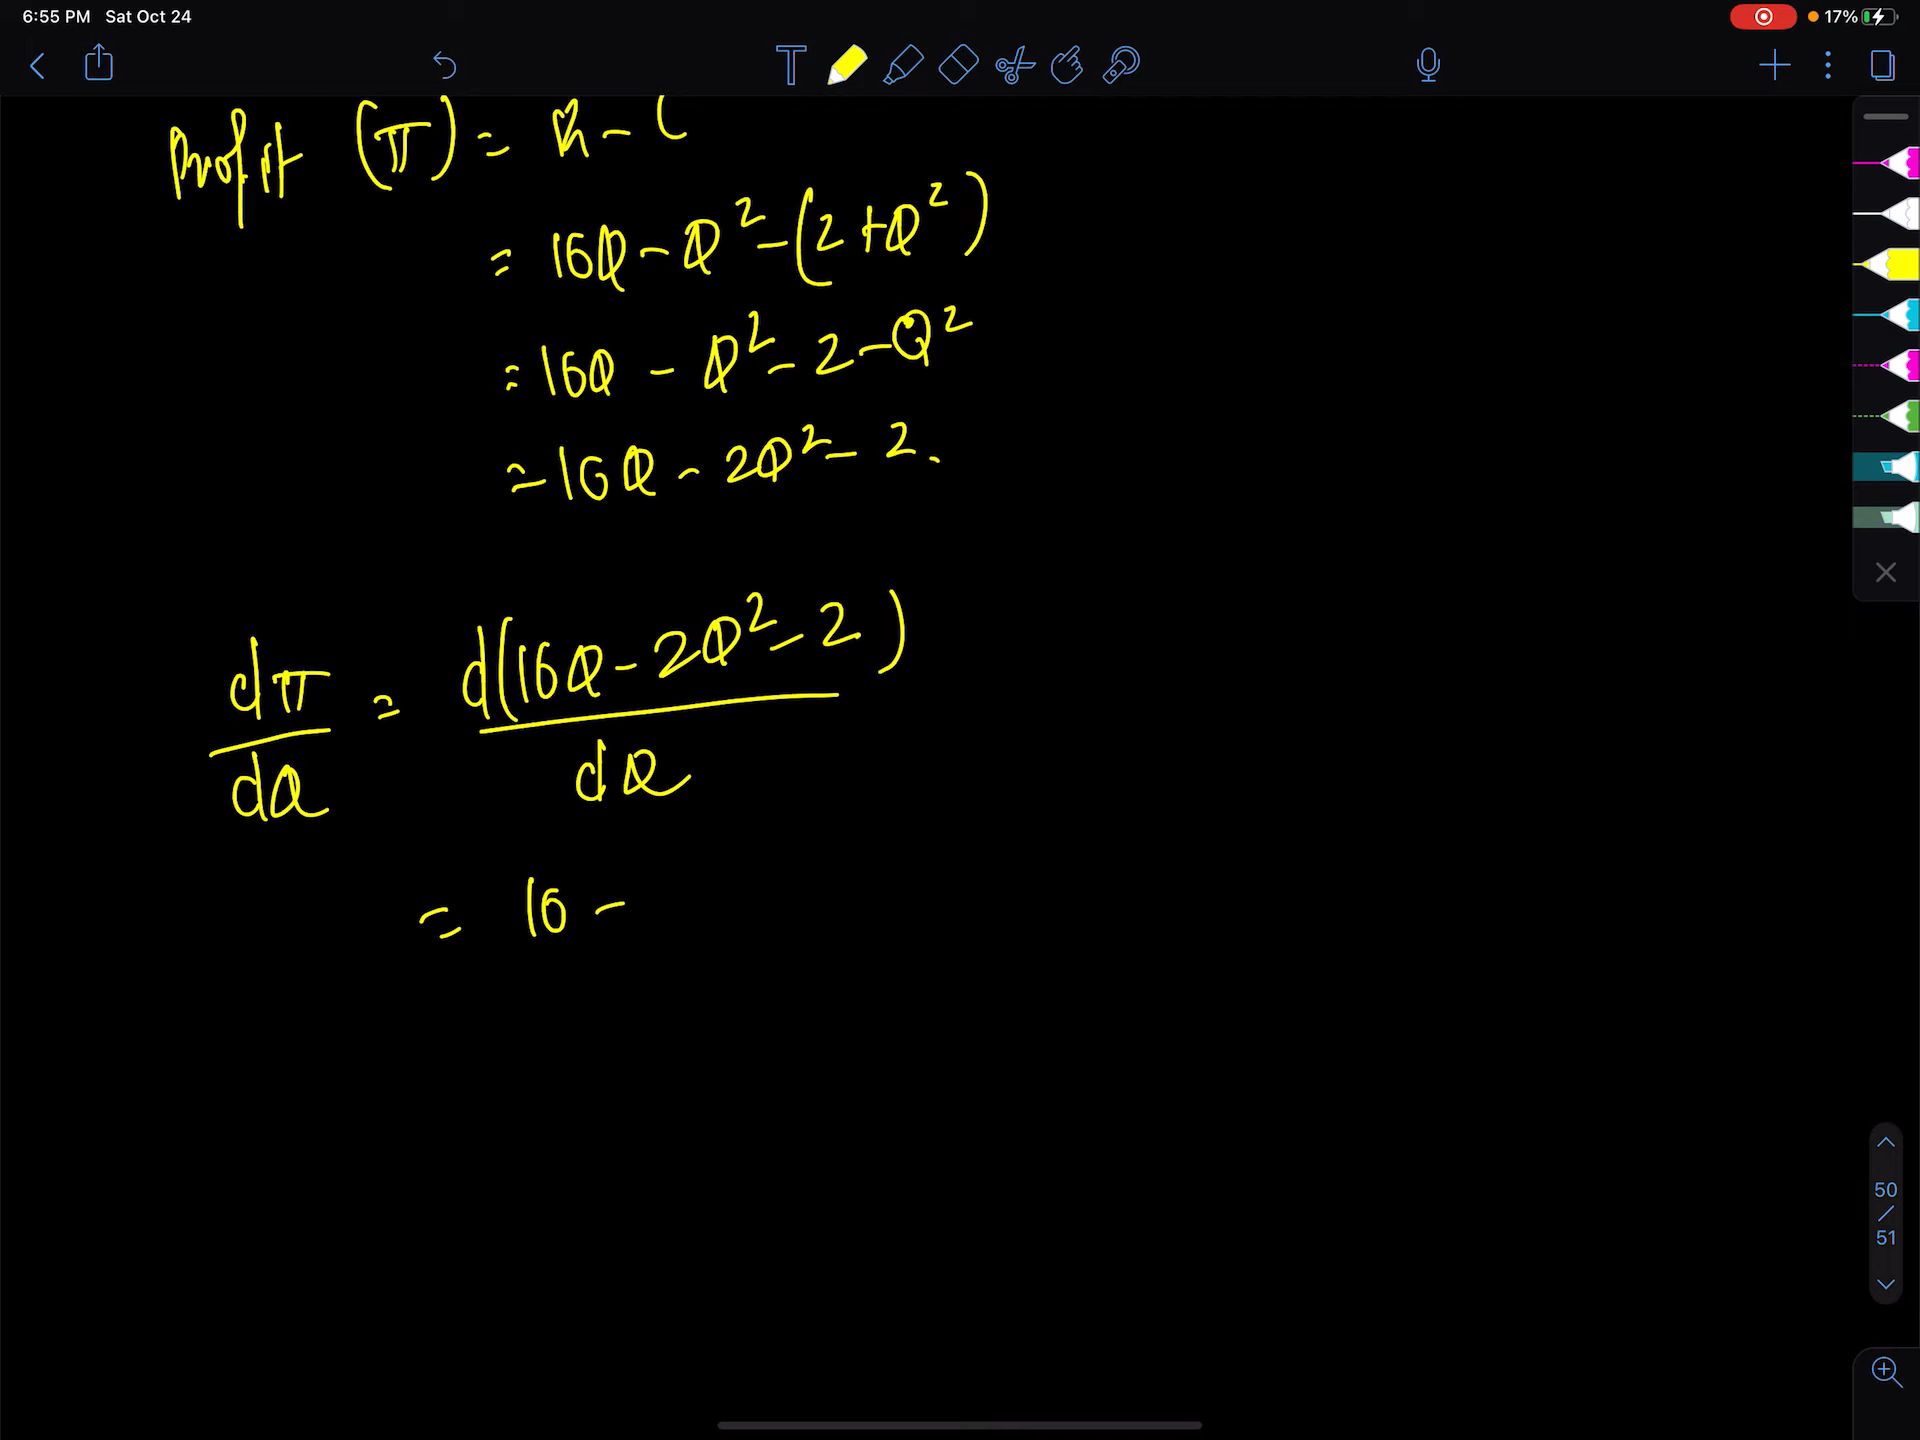 6:55 PM Sat Oct 24 17%
Profit (π) = R - C
= 16Q - Q² - (2 + Q²)
= 16Q - Q² - 2 - Q²
= 16Q - 2Q² - 2.
dπ/dQ = d(16Q - 2Q² - 2)/dQ
= 16 -
50
/
51